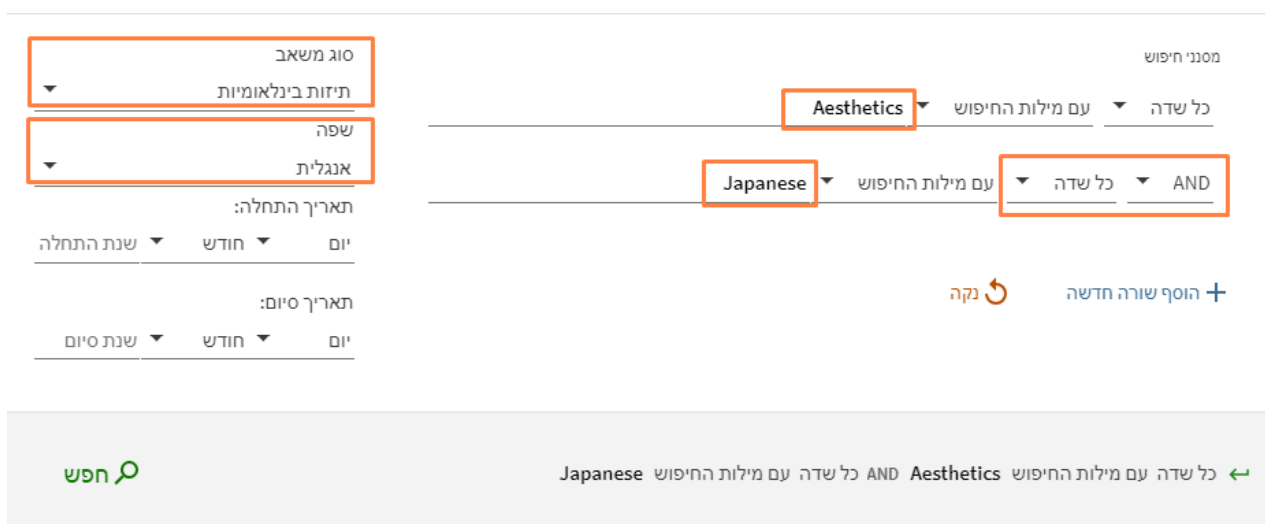 מסנני חיפוש
כל שדה עם מילות החיפוש Aesthetics
AND כל שדה עם מילות החיפוש Japanese
הוסף שורה חדשה נקה
סוג משאב
תיזות בינלאומיות
שפה
אנגלית
תאריך התחלה:
יום חודש שנת התחלה
תאריך סיום:
יום חודש שנת סיום
כל שדה עם מילות החיפוש Aesthetics AND כל שדה עם מילות החיפוש Japanese
חפש